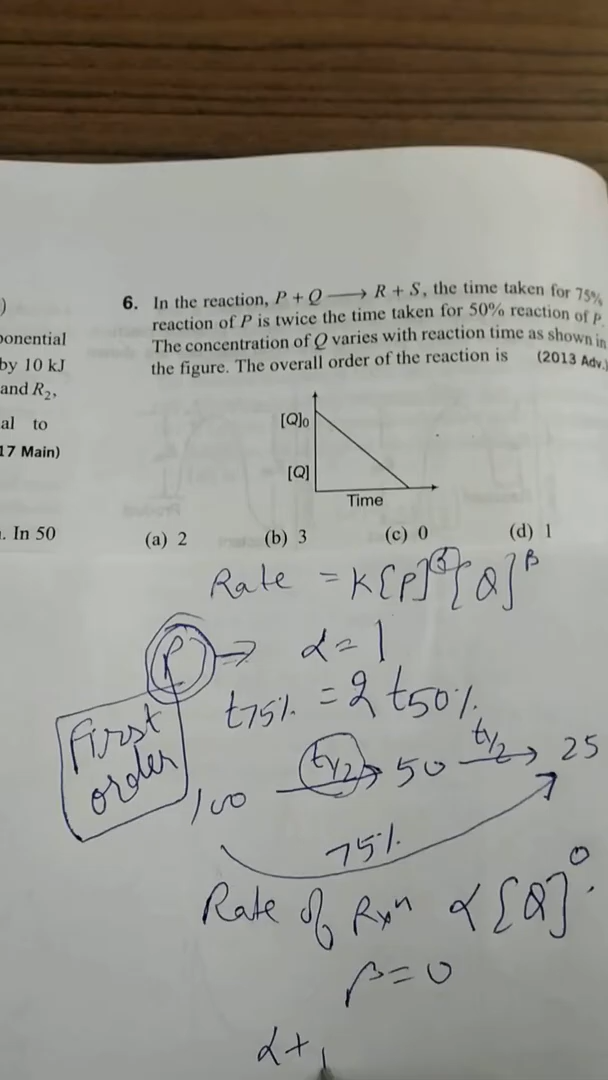 )
ponential
by 10 kJ
and R₂,
al to
17 Main)
. In 50
6. In the reaction, P + Q ⟶ R + S, the time taken for 75%
reaction of P is twice the time taken for 50% reaction of P.
The concentration of Q varies with reaction time as shown in
the figure. The overall order of the reaction is (2013 Adv.)
[Q]₀
[Q]
Time
(a) 2 (b) 3 (c) 0 (d) 1
Rate = K[P]^α [Q]^β
P → α = 1
First order
t75% = 2 t50%
100 —t1/2→ 50 —t1/2→ 25
75%
Rate of Rxn α [Q]⁰.
β = 0
α +